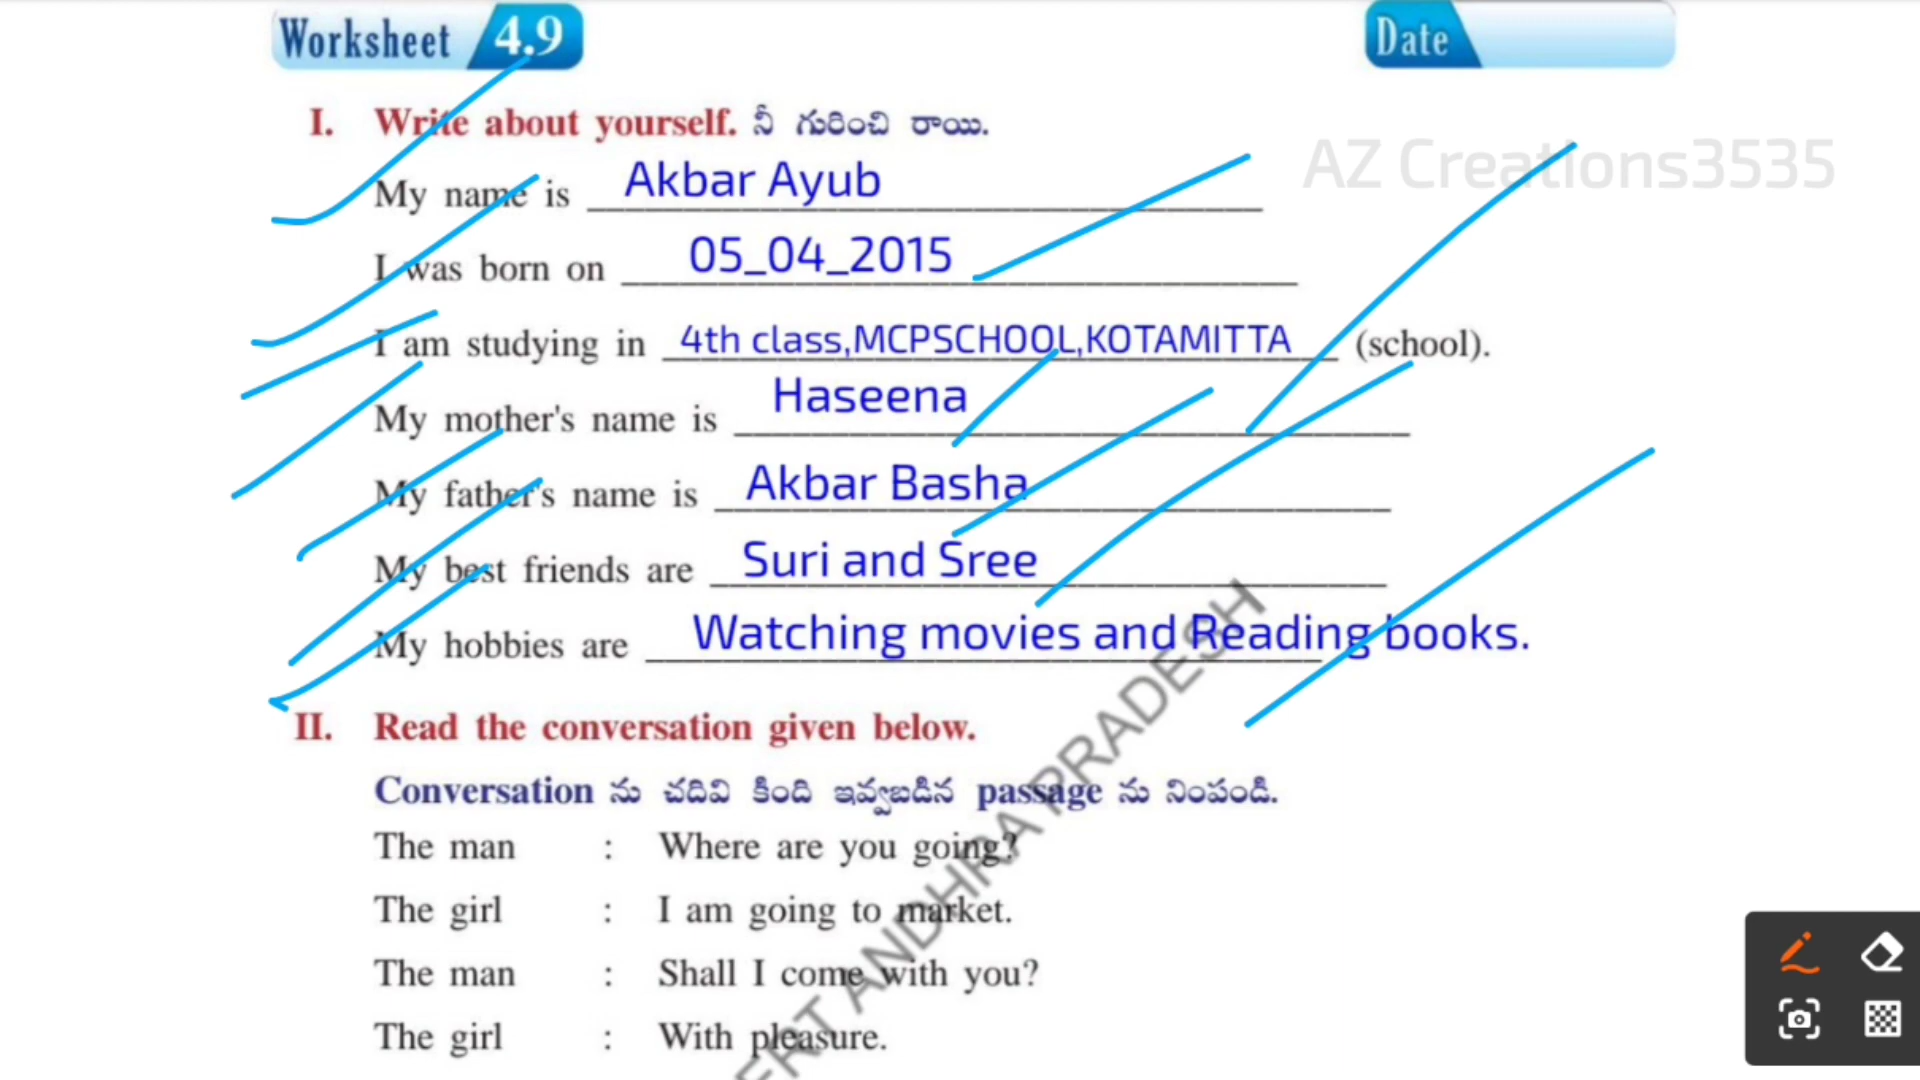 Worksheet 4.9 Date
I. Write about yourself. నీ గురించి రాయి.
AZ Creations3535
My name is Akbar Ayub
I was born on 05_04_2015
I am studying in 4th class,MCPSCHOOL,KOTAMITTA (school).
My mother's name is Haseena
My father's name is Akbar Basha
My best friends are Suri and Sree
My hobbies are Watching movies and Reading books.
II. Read the conversation given below.
Conversation ను చదివి కింది ఇవ్వబడిన passage ను నింపండి.
The man : Where are you going?
The girl : I am going to market.
The man : Shall I come with you?
The girl : With pleasure.
ERT ANDHRA PRADESH